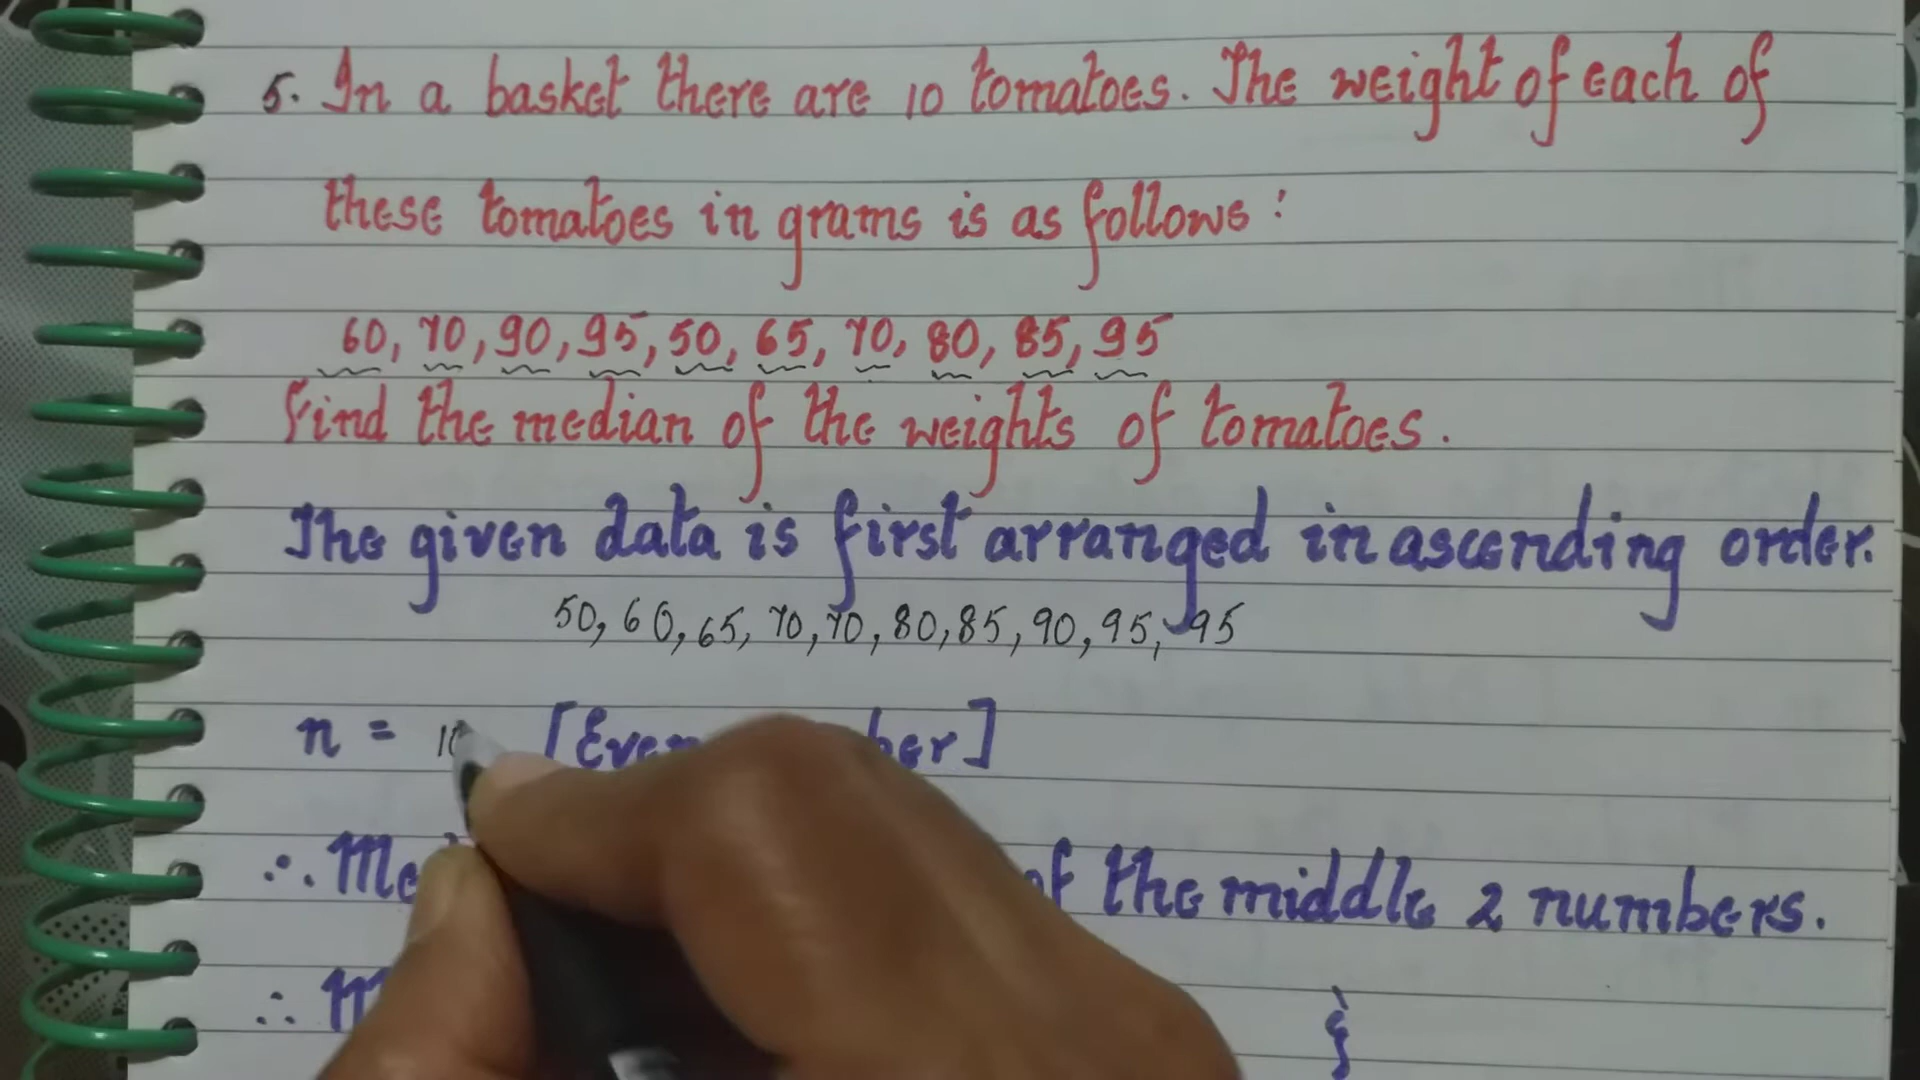 5. In a basket there are 10 tomatoes. The weight of each of
these tomatoes in grams is as follows:
60, 70, 90, 95, 50, 65, 70, 80, 85, 95
Find the median of the weights of tomatoes.
The given data is first arranged in ascending order.
50, 60, 65, 70, 70, 80, 85, 90, 95, 95
n = 10 [Even
∴ of the middle 2 numbers.
∴ }